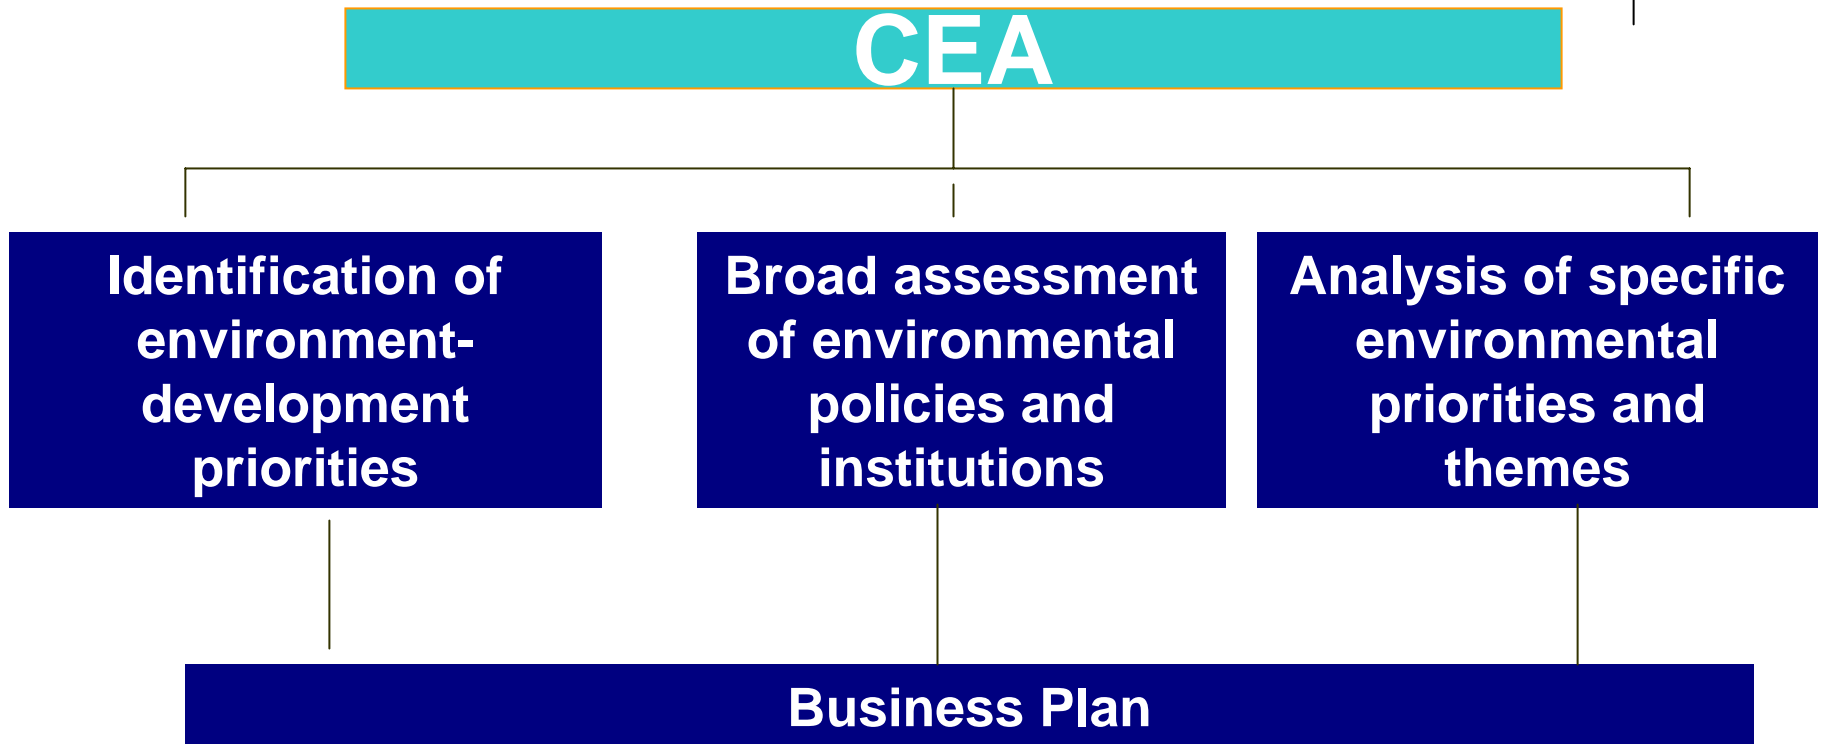 CEA
Identification of
environment-
development
priorities
Broad assessment
of environmental
policies and
institutions
Analysis of specific
environmental
priorities and
themes
Business Plan